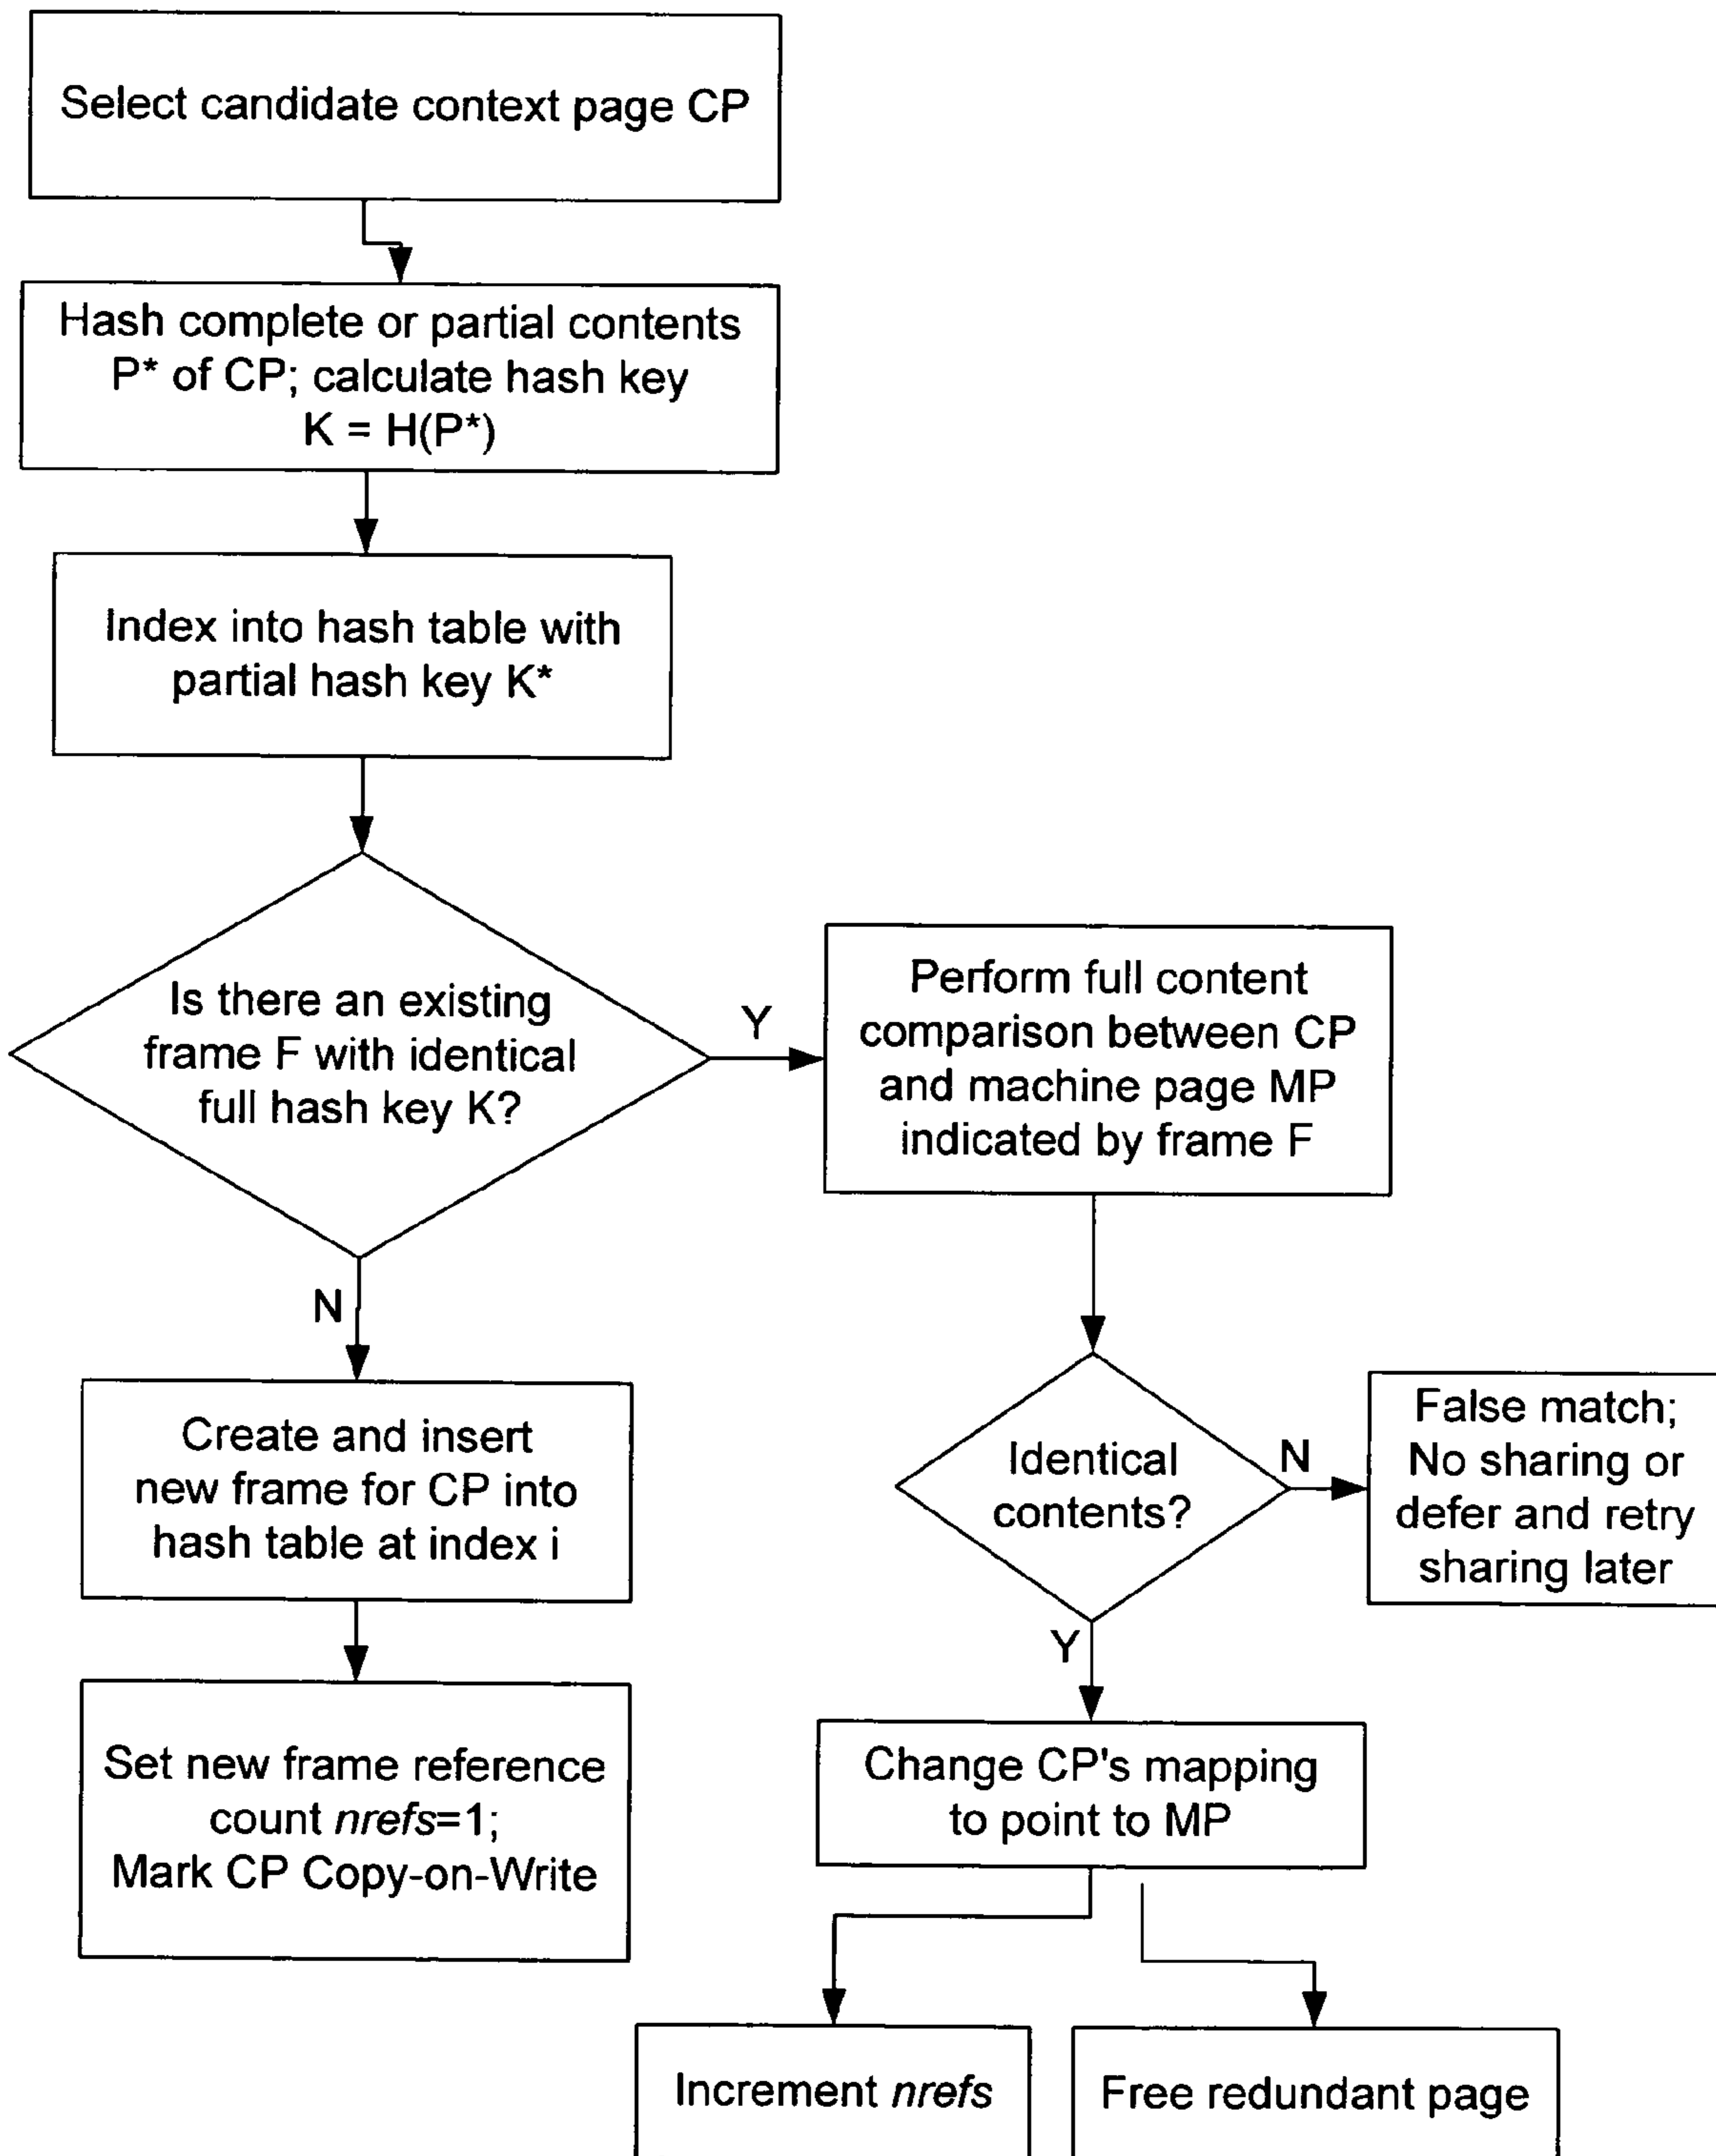 Select candidate context page CP
Hash complete or partial contents
P* of CP; calculate hash key
K = H(P*)
Index into hash table with
partial hash key K*
Is there an existing
frame F with identical
full hash key K?
Y
Perform full content
comparison between CP
and machine page MP
indicated by frame F
N
Create and insert
new frame for CP into
hash table at index i
Set new frame reference
count nrefs=1;
Mark CP Copy-on-Write
Identical
contents?
N
False match;
No sharing or
defer and retry
sharing later
Y
Change CP's mapping
to point to MP
Increment nrefs
Free redundant page